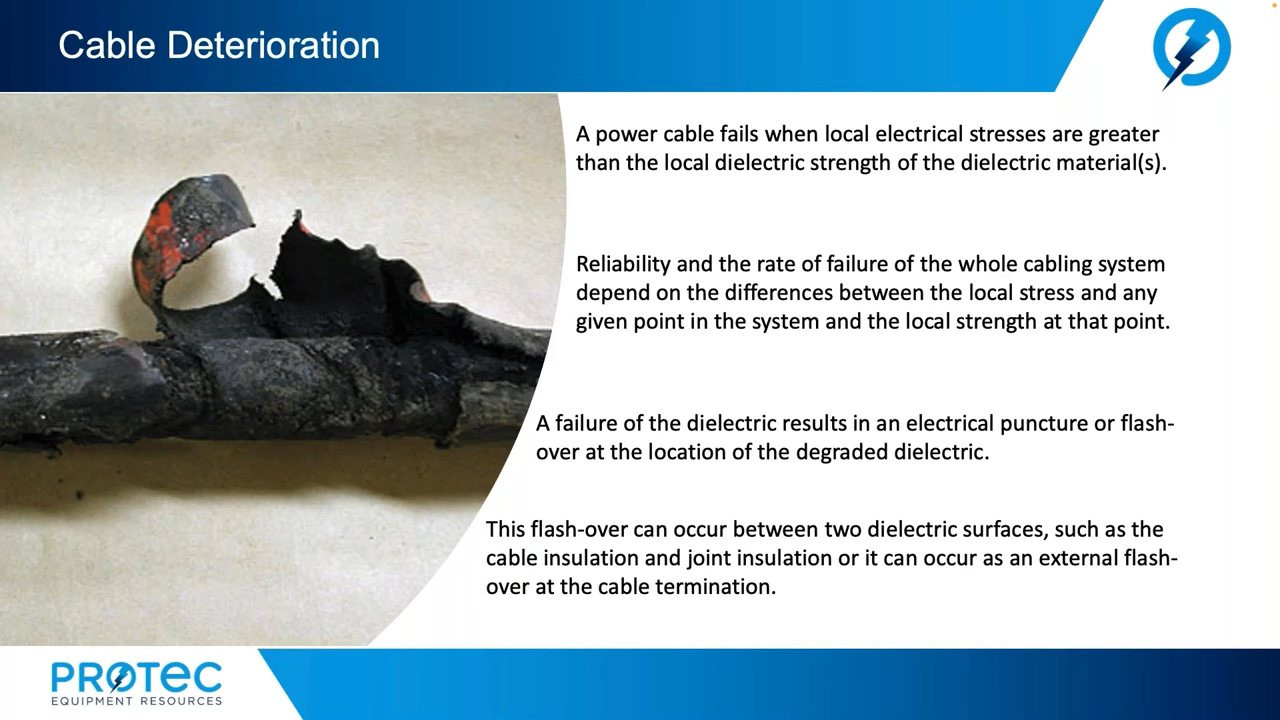 Cable Deterioration
A power cable fails when local electrical stresses are greater
than the local dielectric strength of the dielectric material(s).
Reliability and the rate of failure of the whole cabling system
depend on the differences between the local stress and any
given point in the system and the local strength at that point.
A failure of the dielectric results in an electrical puncture or flash-
over at the location of the degraded dielectric.
This flash-over can occur between two dielectric surfaces, such as the
cable insulation and joint insulation or it can occur as an external flash-
over at the cable termination.
PROTEC
EQUIPMENT RESOURCES